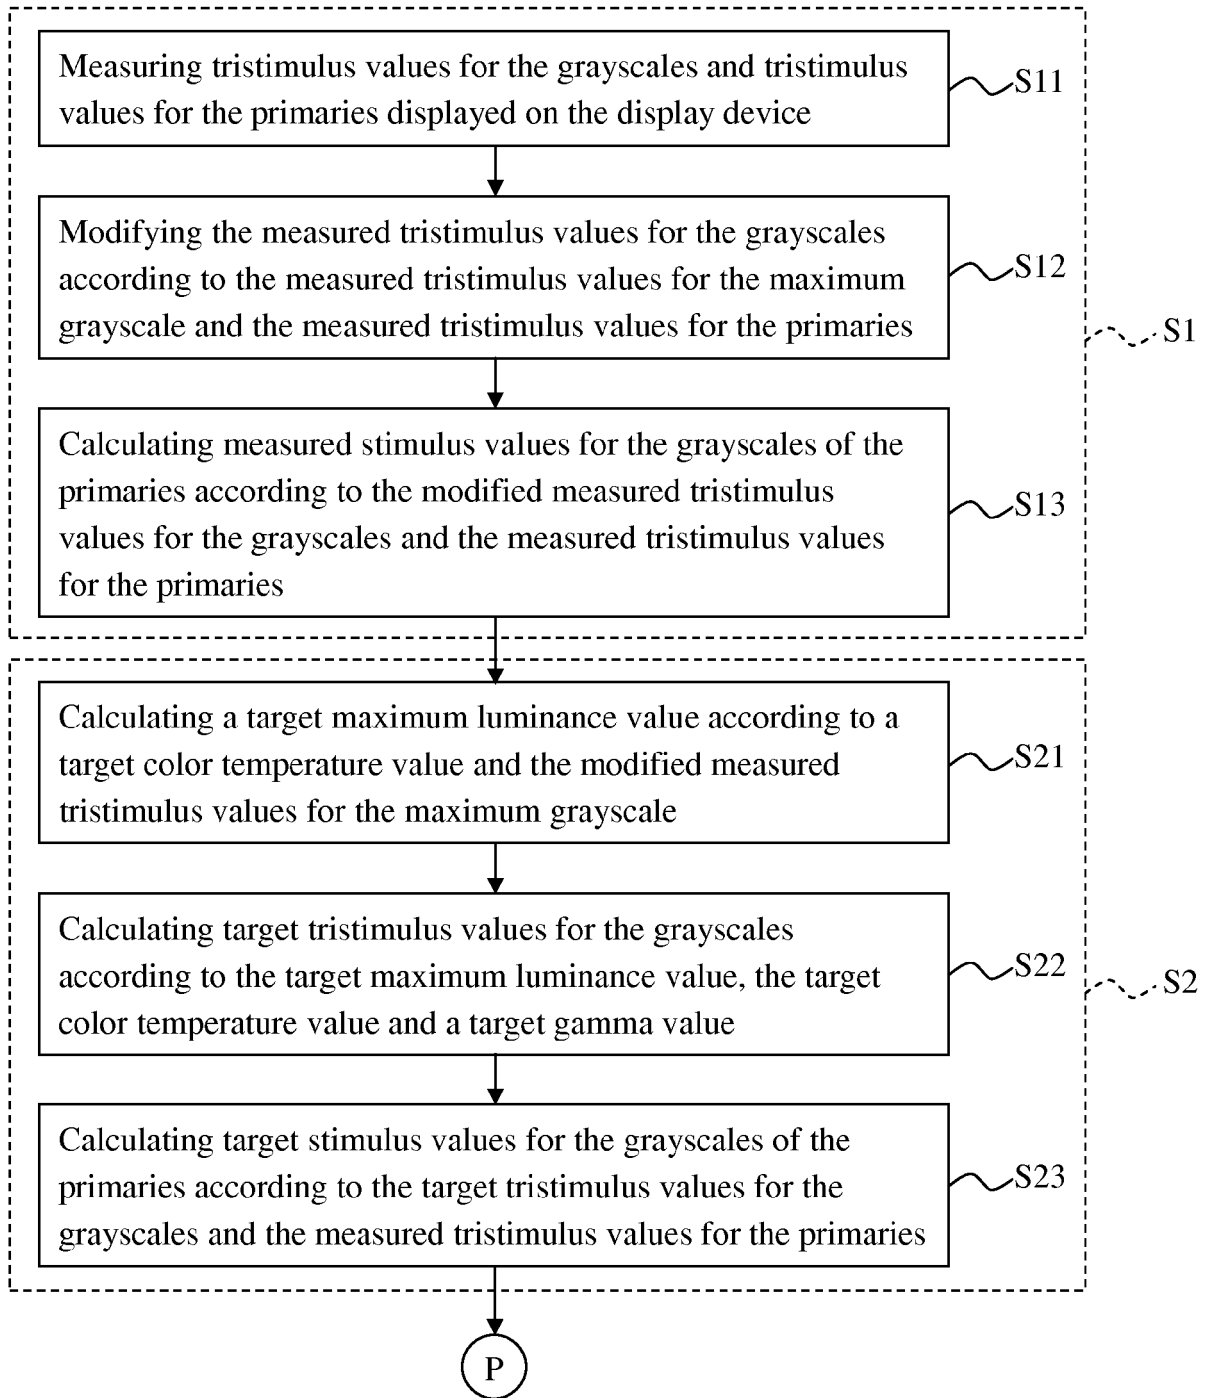 Measuring tristimulus values for the grayscales and tristimulus
values for the primaries displayed on the display device
S11
Modifying the measured tristimulus values for the grayscales
according to the measured tristimulus values for the maximum
grayscale and the measured tristimulus values for the primaries
S12
S1
Calculating measured stimulus values for the grayscales of the
primaries according to the modified measured tristimulus
values for the grayscales and the measured tristimulus values
for the primaries
S13
Calculating a target maximum luminance value according to a
target color temperature value and the modified measured
tristimulus values for the maximum grayscale
S21
Calculating target tristimulus values for the grayscales
according to the target maximum luminance value, the target
color temperature value and a target gamma value
S22
S2
Calculating target stimulus values for the grayscales of the
primaries according to the target tristimulus values for the
grayscales and the measured tristimulus values for the primaries
S23
P